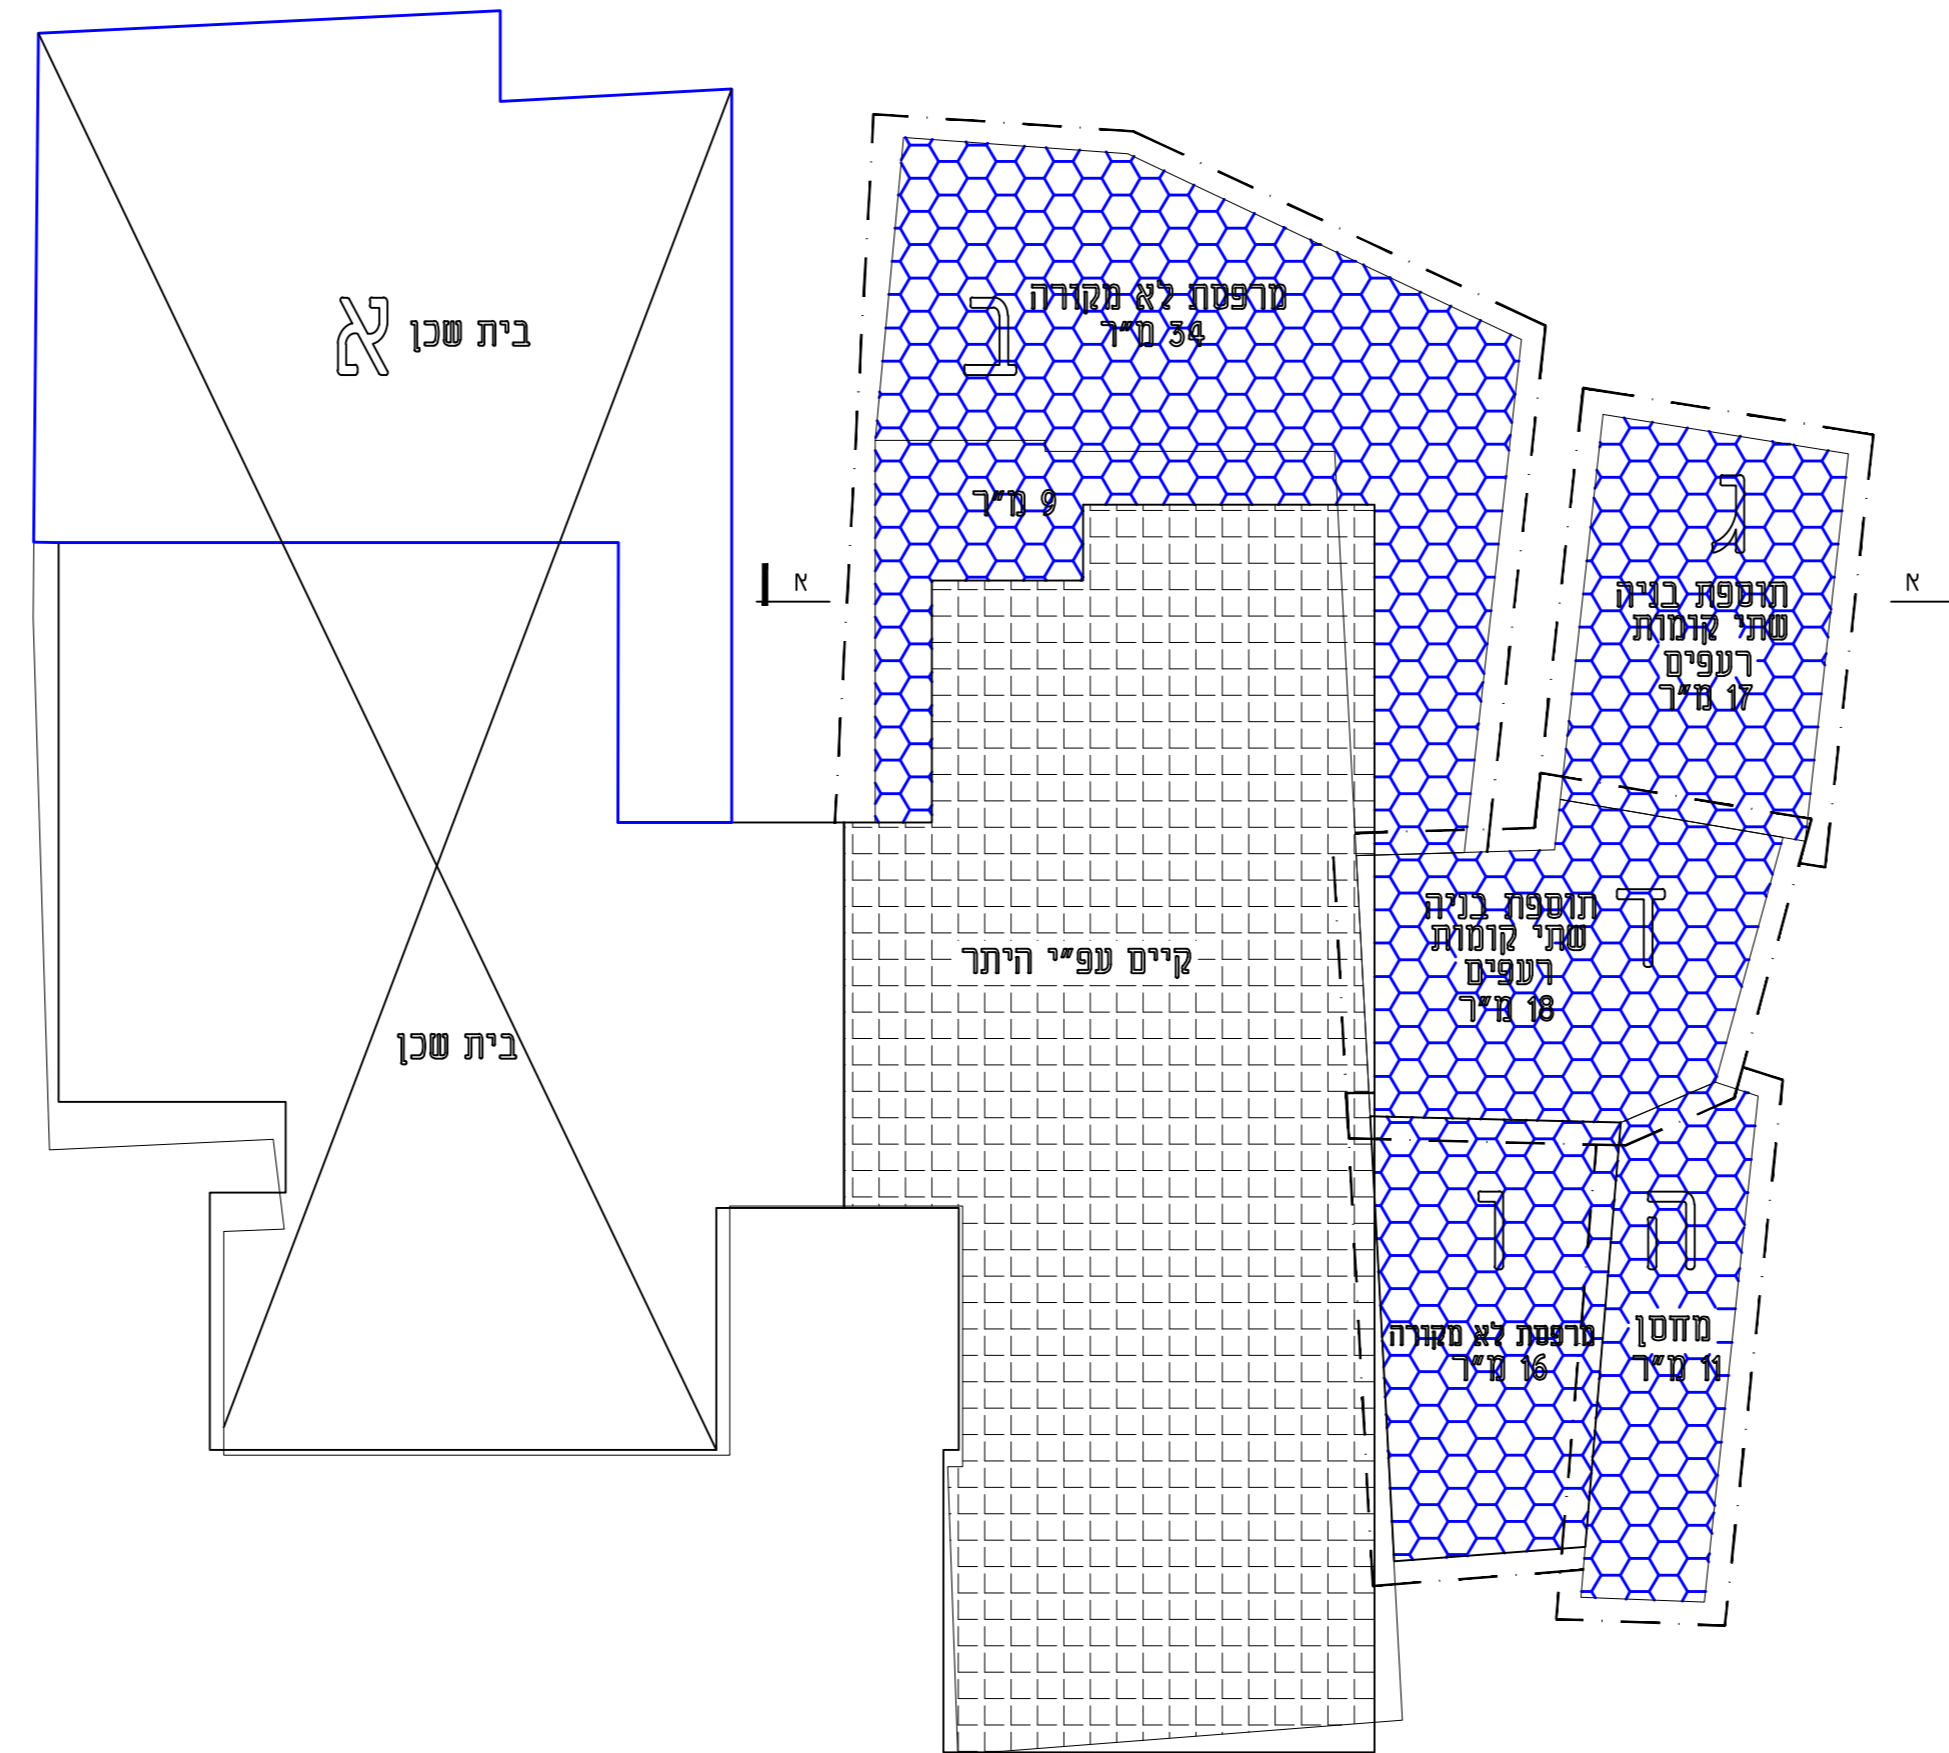 א בית שכן
ב
מרפסת לא מקורה
34 מ"ר
9 מ"ר
א
א
ג
תוספת בניה
שתי קומות
רעפים
17 מ"ר
ד
תוספת בניה
שתי קומות
רעפים
18 מ"ר
קיים עפ"י היתר
בית שכן
ו
מרפסת לא מקורה
16 מ"ר
ה
מחסן
11 מ"ר